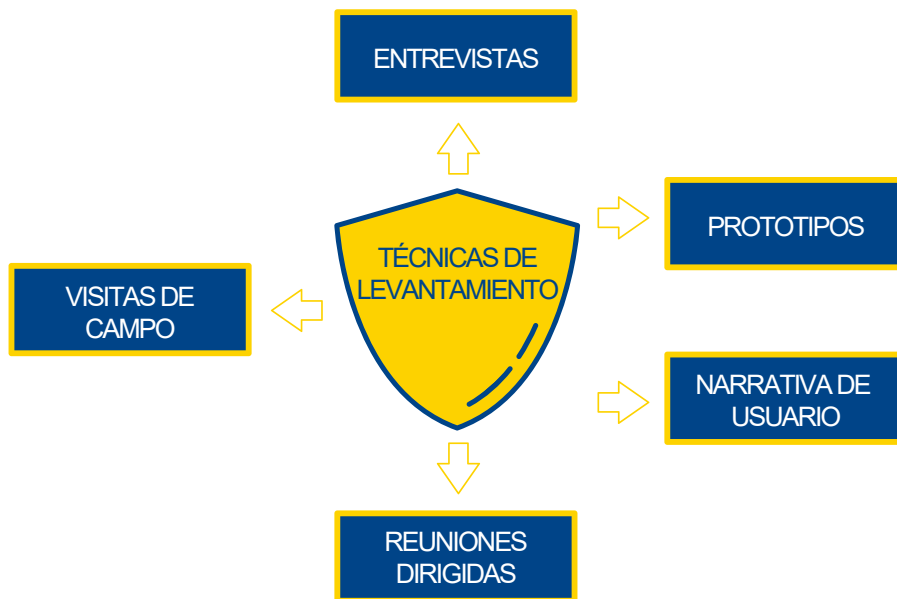 ENTREVISTAS
PROTOTIPOS
TÉCNICAS DE
LEVANTAMIENTO
VISITAS DE
CAMPO
NARRATIVA DE
USUARIO
REUNIONES
DIRIGIDAS